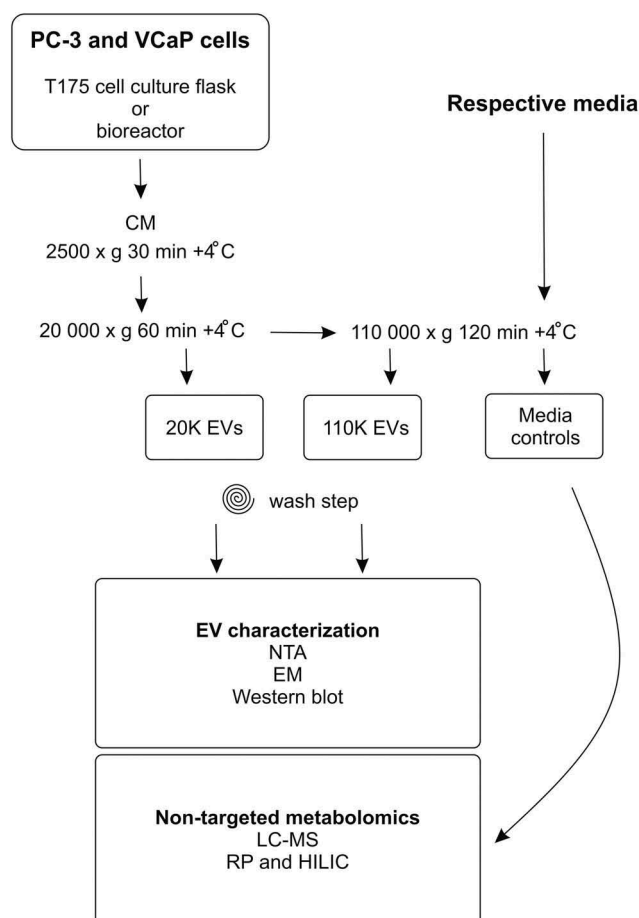 PC-3 and VCaP cells
T175 cell culture flask
or
bioreactor
Respective media
CM
2500 x g 30 min +4°C
20 000 x g 60 min +4°C
110 000 x g 120 min +4°C
20K EVs
110K EVs
Media
controls
wash step
EV characterization
NTA
EM
Western blot
Non-targeted metabolomics
LC-MS
RP and HILIC